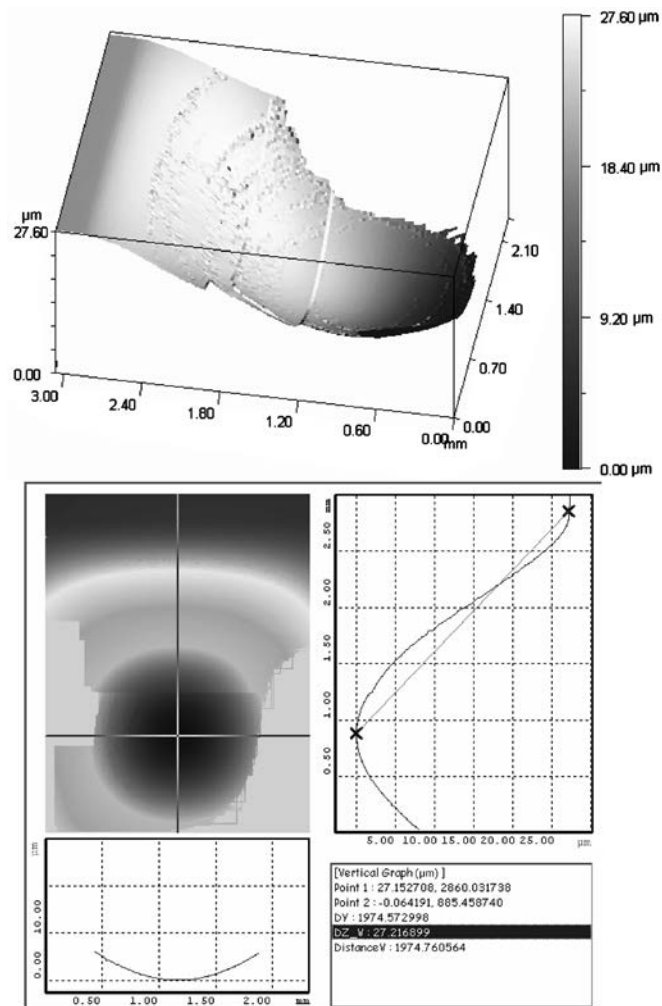 27.60 µm
18.40 µm
9.20 µm
0.00 µm
µm
27.60
0.00
3.00
2.40
1.80
1.20
0.60
0.00
mm
0.00
0.70
1.40
2.10
mm
2.50
2.00
1.50
1.00
0.50
5.00 10.00 15.00 20.00 25.00 µm
µm
10.00
0.00
0.50 1.00 1.50 2.00 mm
[Vertical Graph (µm) ]
Point 1 : 27.152708, 2860.031738
Point 2 : -0.064191, 885.458740
DY : 1974.572998
DZ_V : 27.216899
DistanceV : 1974.760564